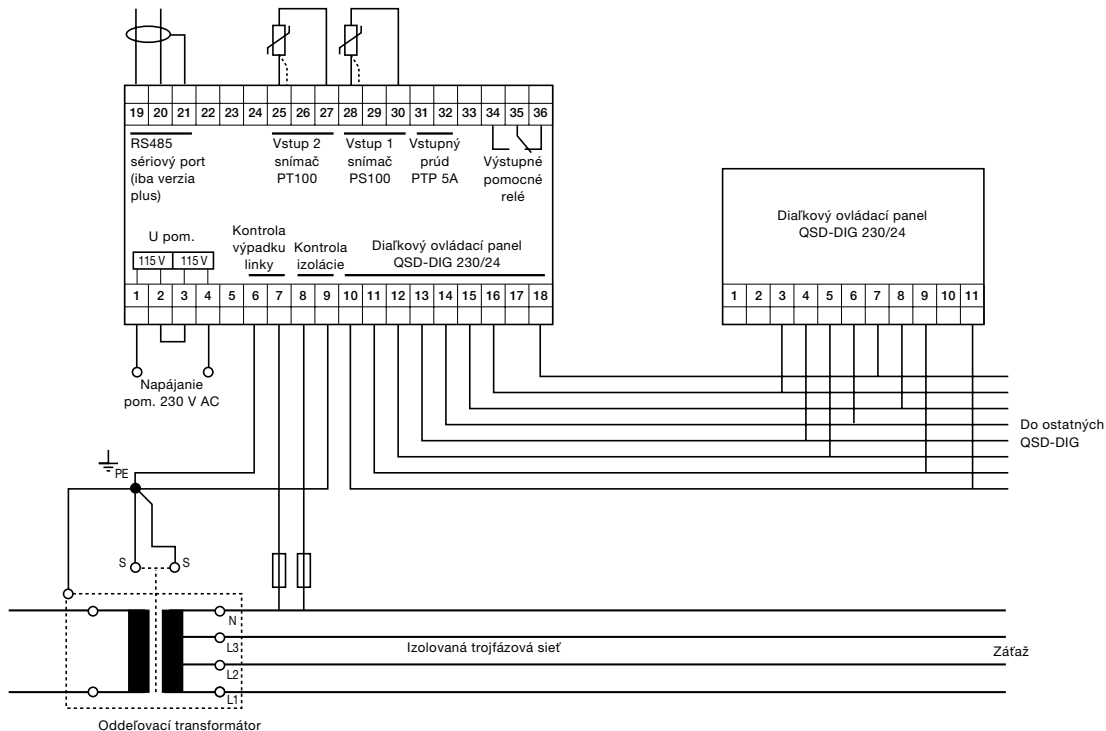 19 20 21 22 23 24 25 26 27 28 29 30 31 32 33 34 35 36
RS485
sériový port
(iba verzia
plus)
Vstup 2
snímač
PT100
Vstup 1
snímač
PS100
Vstupný
prúd
PTP 5A
Výstupné
pomocné
relé
U pom.
115 V 115 V
Kontrola
výpadku
linky
Kontrola
izolácie
Diaľkový ovládací panel
QSD-DIG 230/24
1 2 3 4 5 6 7 8 9 10 11 12 13 14 15 16 17 18
Diaľkový ovládací panel
QSD-DIG 230/24
1 2 3 4 5 6 7 8 9 10 11
Napájanie
pom. 230 V AC
Do ostatných
QSD-DIG
PE
S S
N
L3
L2
L1
Izolovaná trojfázová sieť
Záťaž
Oddeľovací transformátor